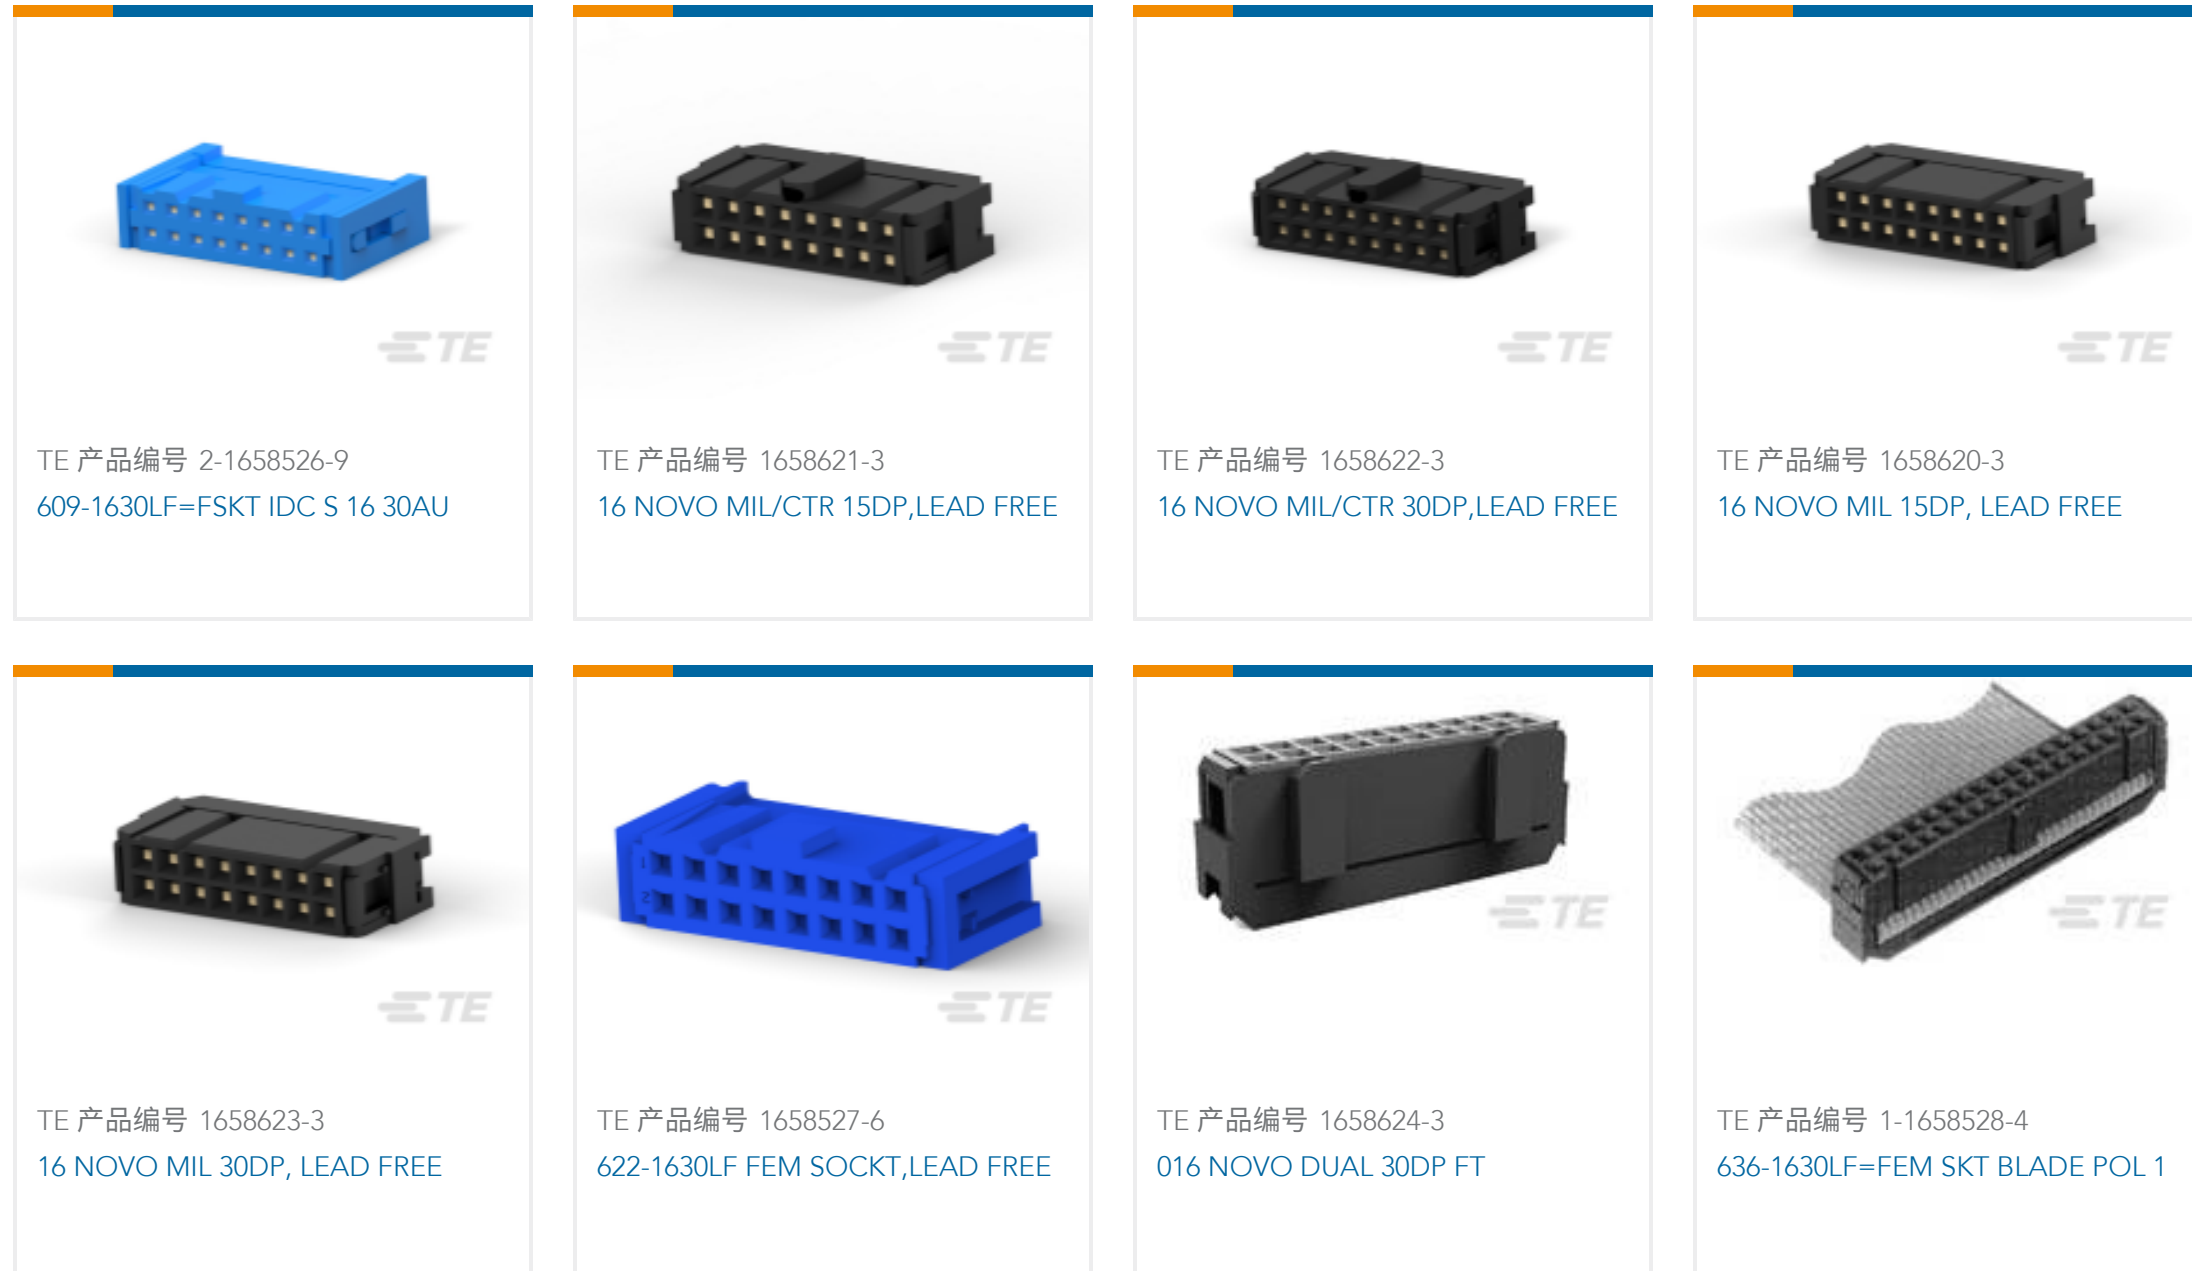 TE
TE
TE
TE
TE 产品编号 2-1658526-9
609-1630LF=FSKT IDC S 16 30AU
TE 产品编号 1658621-3
16 NOVO MIL/CTR 15DP,LEAD FREE
TE 产品编号 1658622-3
16 NOVO MIL/CTR 30DP,LEAD FREE
TE 产品编号 1658620-3
16 NOVO MIL 15DP, LEAD FREE
1
2
TE
TE
TE
TE
TE 产品编号 1658623-3
16 NOVO MIL 30DP, LEAD FREE
TE 产品编号 1658527-6
622-1630LF FEM SOCKT,LEAD FREE
TE 产品编号 1658624-3
016 NOVO DUAL 30DP FT
TE 产品编号 1-1658528-4
636-1630LF=FEM SKT BLADE POL 1